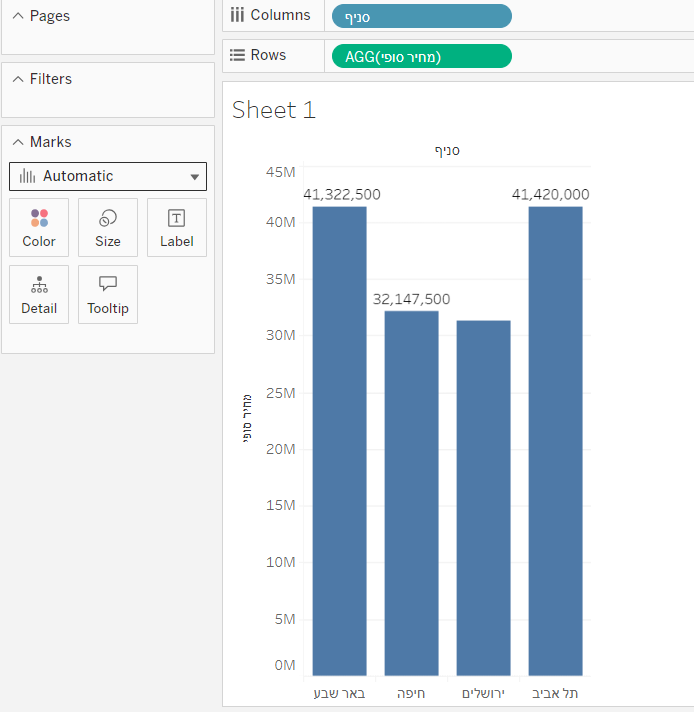 Pages
Columns
סניף
Rows
AGG(מחיר סופי)
Filters
Marks
Automatic
Color
Size
Label
Detail
Tooltip
Sheet 1
סניף
45M
40M
35M
30M
25M
20M
15M
10M
5M
0M
מחיר סופי
41,322,500
32,147,500
41,420,000
באר שבע
חיפה
ירושלים
תל אביב